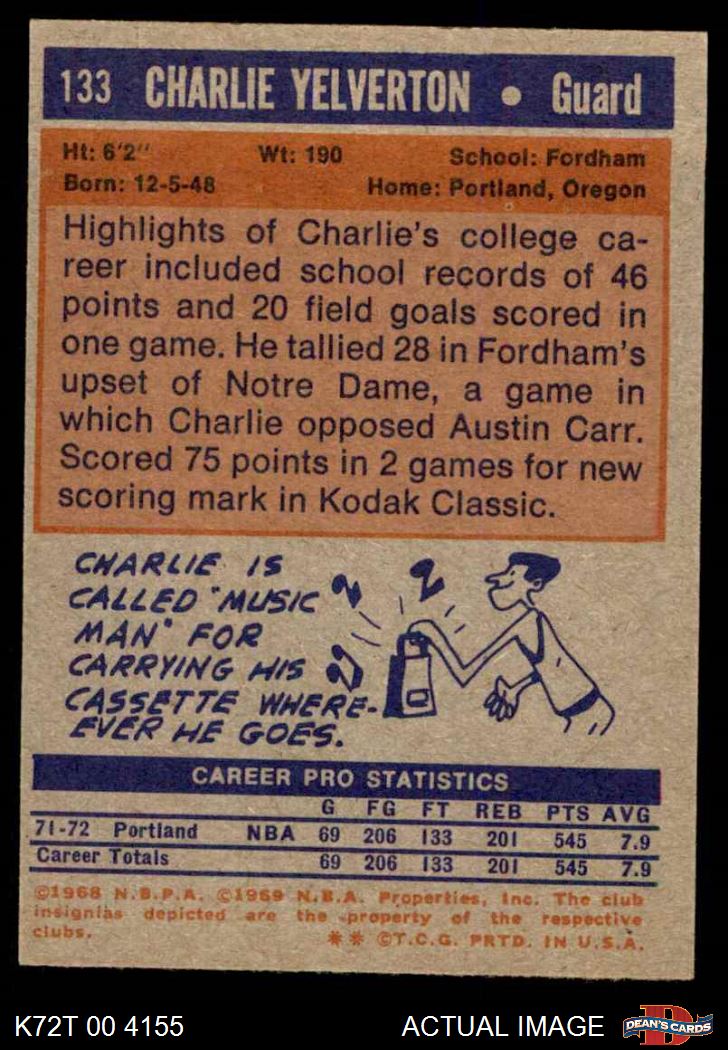 133 CHARLIE YELVERTON • Guard
Ht: 6'2" Wt: 190 School: Fordham
Born: 12-5-48 Home: Portland, Oregon
Highlights of Charlie's college ca-
reer included school records of 46
points and 20 field goals scored in
one game. He tallied 28 in Fordham's
upset of Notre Dame, a game in
which Charlie opposed Austin Carr.
Scored 75 points in 2 games for new
scoring mark in Kodak Classic.
CHARLIE IS
CALLED "MUSIC
MAN" FOR
CARRYING HIS
CASSETTE WHERE-
EVER HE GOES.
CAREER PRO STATISTICS
G FG FT REB PTS AVG
71-72 Portland NBA 69 206 133 201 545 7.9
Career Totals 69 206 133 201 545 7.9
©1968 N.B.P.A. ©1969 N.B.A. Properties, Inc. The club
insignias depicted are the property of the respective
clubs. ** ©T.C.G. PRTD. IN U.S.A.
K72T 00 4155 ACTUAL IMAGE D DEAN'S CARDS